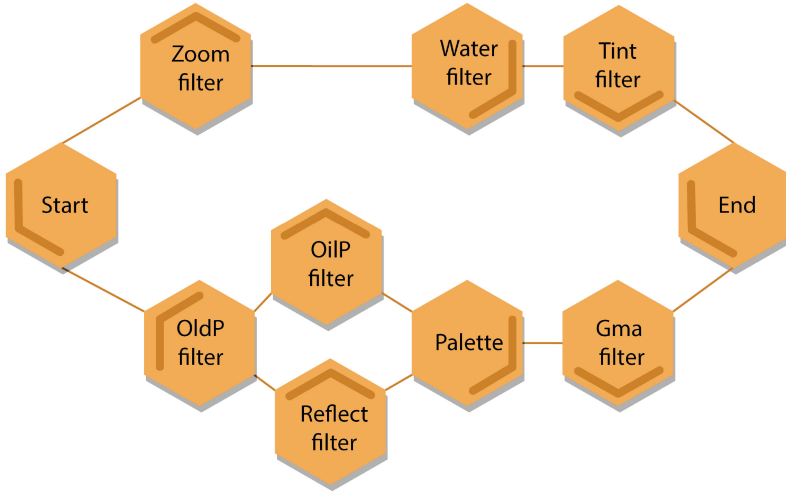 Zoom
filter
Water
filter
Tint
filter
Start
End
OilP
filter
OldP
filter
Palette
Gma
filter
Reflect
filter